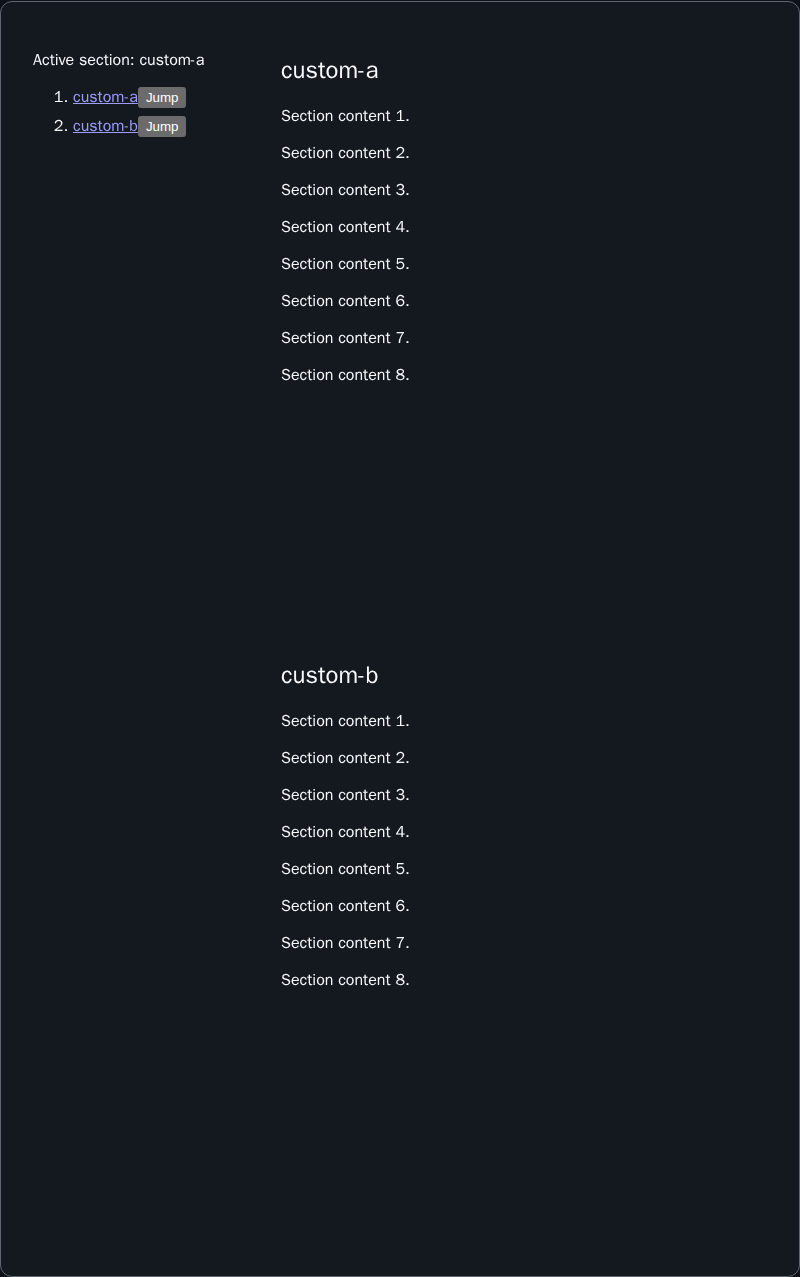 Active section: custom-a
1. custom-a Jump
2. custom-b Jump
custom-a
Section content 1.
Section content 2.
Section content 3.
Section content 4.
Section content 5.
Section content 6.
Section content 7.
Section content 8.
custom-b
Section content 1.
Section content 2.
Section content 3.
Section content 4.
Section content 5.
Section content 6.
Section content 7.
Section content 8.